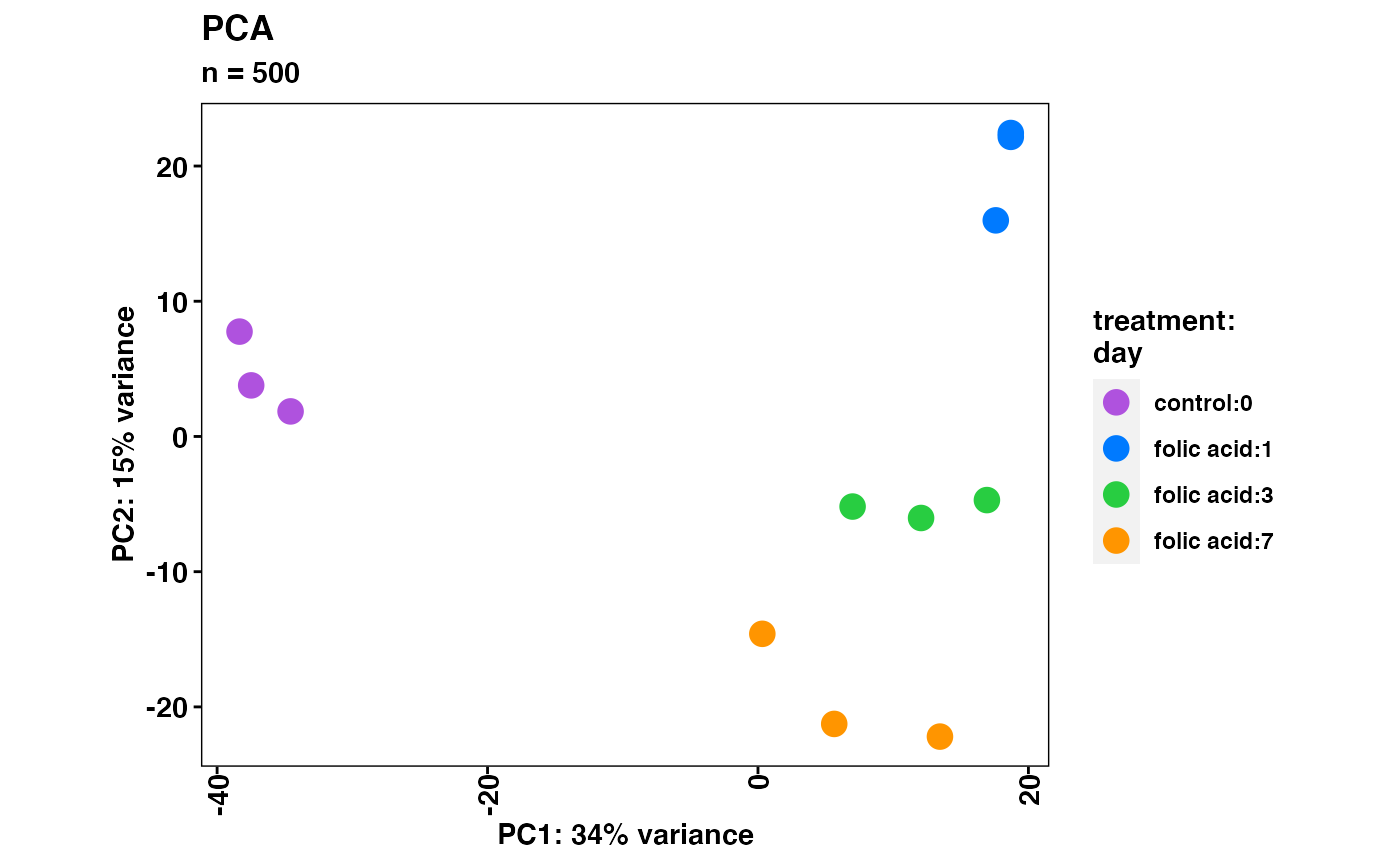 PCA
n = 500
20
10
0
-10
-20
PC2: 15% variance
-40
-20
0
20
PC1: 34% variance
treatment:
day
control:0
folic acid:1
folic acid:3
folic acid:7